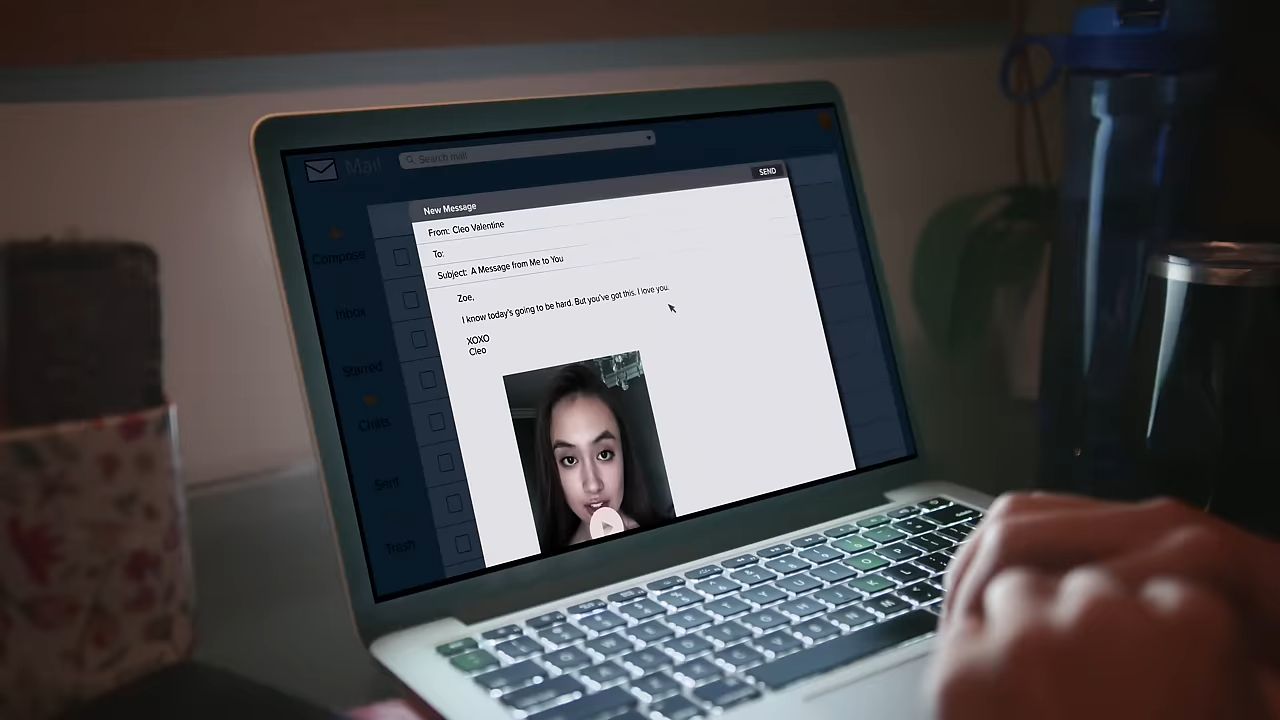 Mail
Search mail
SEND
New Message
From: Cleo Valentine
To:
Subject: A Message from Me to You
Zoe,
I know today's going to be hard. But you've got this. I love you.
XOXO
Cleo
Compose
Inbox
Starred
Chats
Sent
Trash